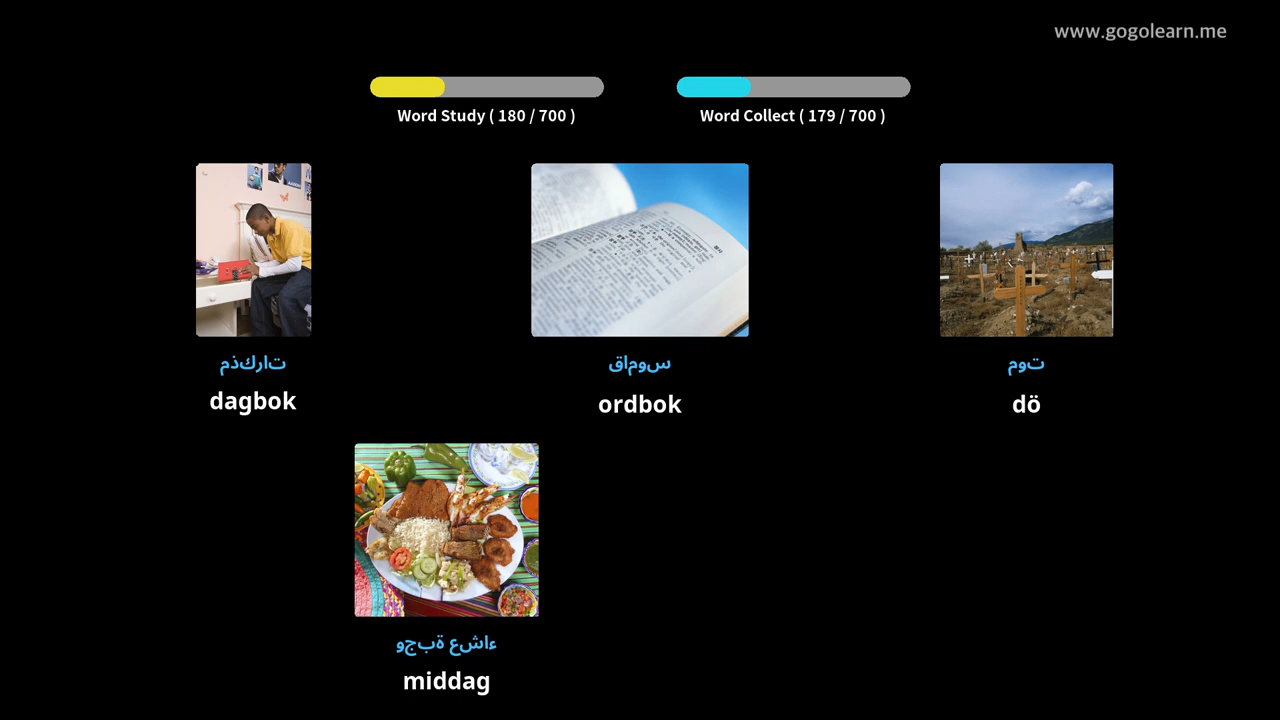 www.gogolearn.me
Word Study ( 180 / 700 )
Word Collect ( 179 / 700 )
تاركذم
dagbok
سوماق
ordbok
توم
dö
ءاشع ةبجو
middag